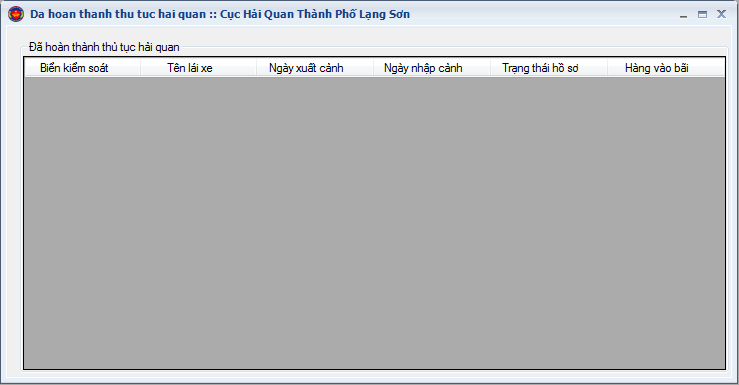 Da hoan thanh thu tuc hai quan :: Cục Hải Quan Thành Phố Lạng Sơn
Đã hoàn thành thủ tục hải quan
Biển kiểm soát Tên lái xe Ngày xuất cảnh Ngày nhập cảnh Trạng thái hồ sơ Hàng vào bãi